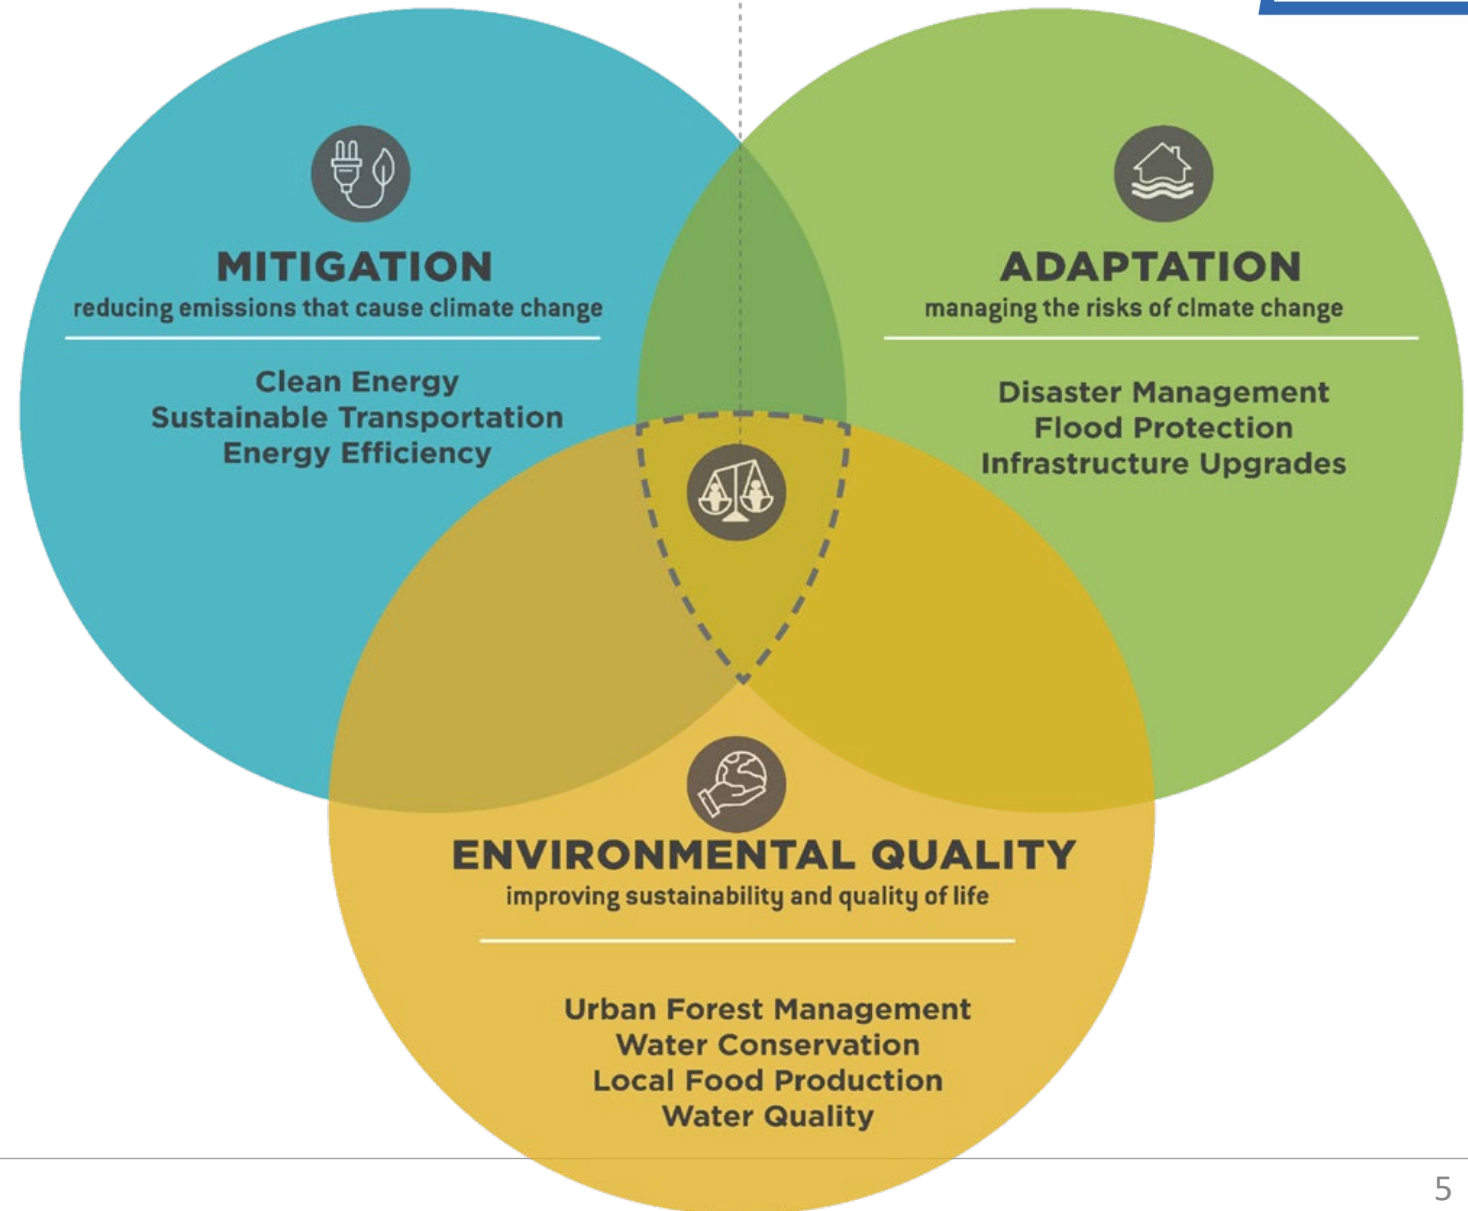 MITIGATION
reducing emissions that cause climate change
Clean Energy
Sustainable Transportation
Energy Efficiency
ADAPTATION
managing the risks of clmate change
Disaster Management
Flood Protection
Infrastructure Upgrades
ENVIRONMENTAL QUALITY
improving sustainability and quality of life
Urban Forest Management
Water Conservation
Local Food Production
Water Quality
5